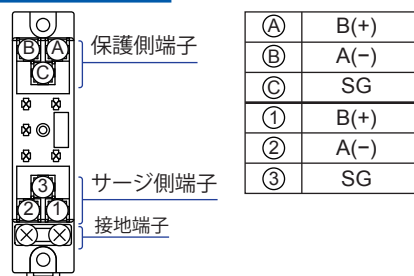 Ⓑ Ⓐ
Ⓒ
保護側端子
③
サージ側端子
② ①
接地端子
Ⓐ B(+)
Ⓑ A(−)
Ⓒ SG
① B(+)
② A(−)
③ SG